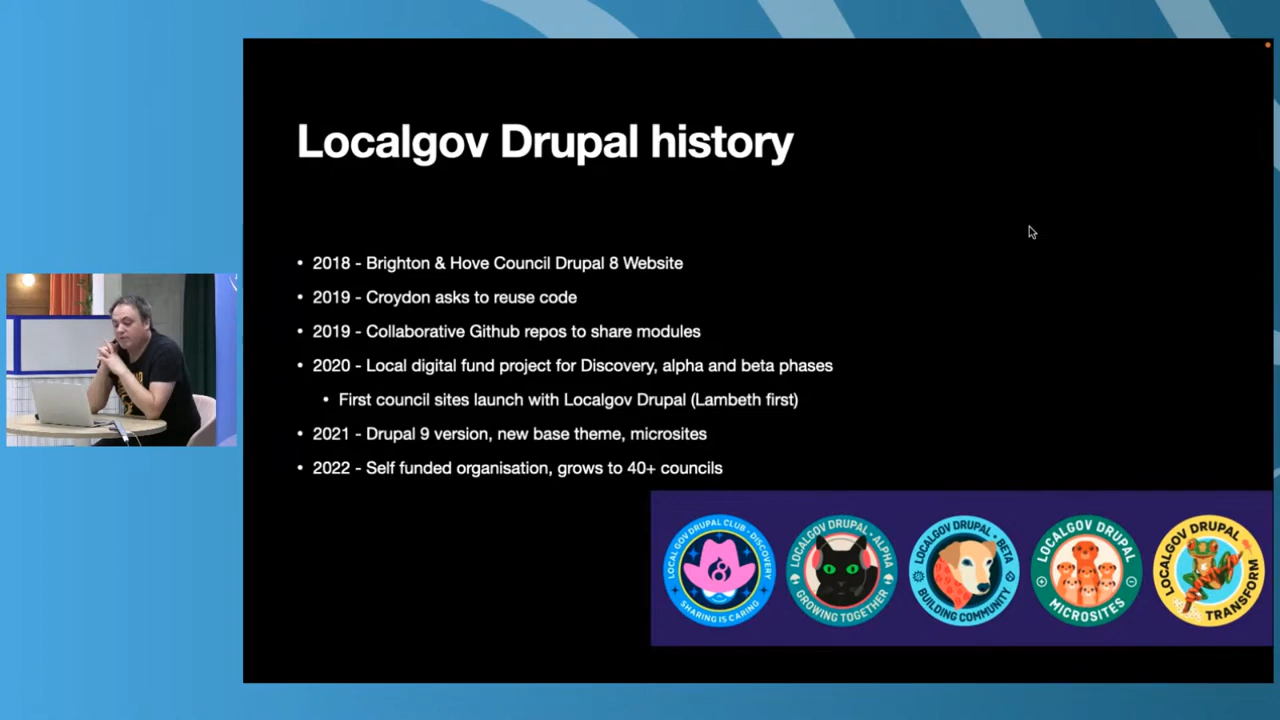 Localgov Drupal history
• 2018 - Brighton & Hove Council Drupal 8 Website
• 2019 - Croydon asks to reuse code
• 2019 - Collaborative Github repos to share modules
• 2020 - Local digital fund project for Discovery, alpha and beta phases
• First council sites launch with Localgov Drupal (Lambeth first)
• 2021 - Drupal 9 version, new base theme, microsites
• 2022 - Self funded organisation, grows to 40+ councils
LOCAL GOV DRUPAL CLUB • DISCOVERY
SHARING IS CARING
LOCALGOV DRUPAL • ALPHA
GROWING TOGETHER
LOCALGOV DRUPAL • BETA
BUILDING COMMUNITY
LOCALGOV DRUPAL
MICROSITES
LOCALGOV DRUPAL
TRANSFORM